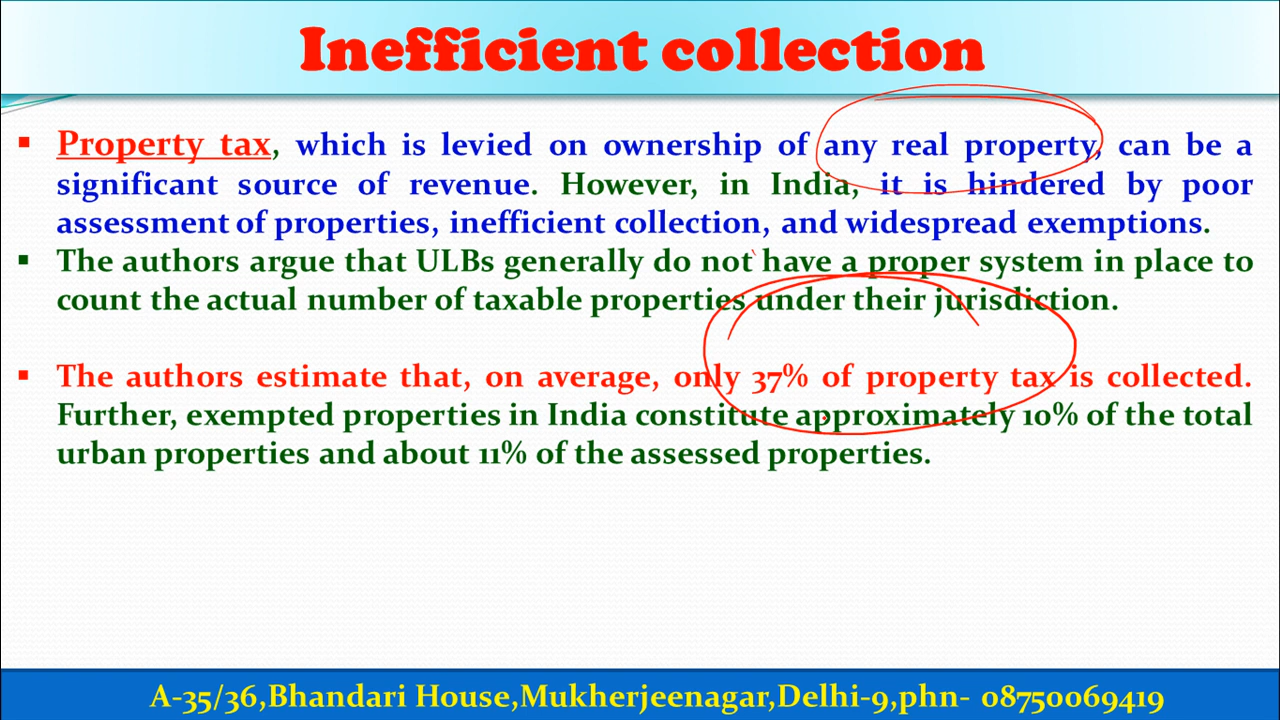 Inefficient collection
▪ Property tax, which is levied on ownership of any real property, can be a
significant source of revenue. However, in India, it is hindered by poor
assessment of properties, inefficient collection, and widespread exemptions.
▪ The authors argue that ULBs generally do not have a proper system in place to
count the actual number of taxable properties under their jurisdiction.
▪ The authors estimate that, on average, only 37% of property tax is collected.
Further, exempted properties in India constitute approximately 10% of the total
urban properties and about 11% of the assessed properties.
A-35/36,Bhandari House,Mukherjeenagar,Delhi-9,phn- 08750069419